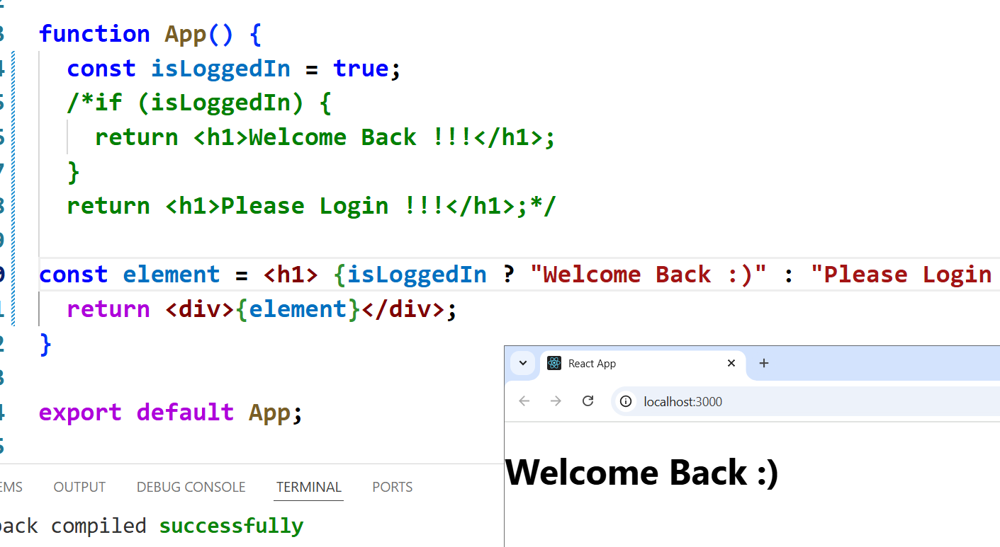 function App() {
const isLoggedIn = true;
/*if (isLoggedIn) {
return <h1>Welcome Back !!!</h1>;
}
return <h1>Please Login !!!</h1>;*/
const element = <h1> {isLoggedIn ? "Welcome Back :)" : "Please Login
return <div>{element}</div>;
}
export default App;
React App
localhost:3000
Welcome Back :)
OUTPUT DEBUG CONSOLE TERMINAL PORTS
compiled successfully